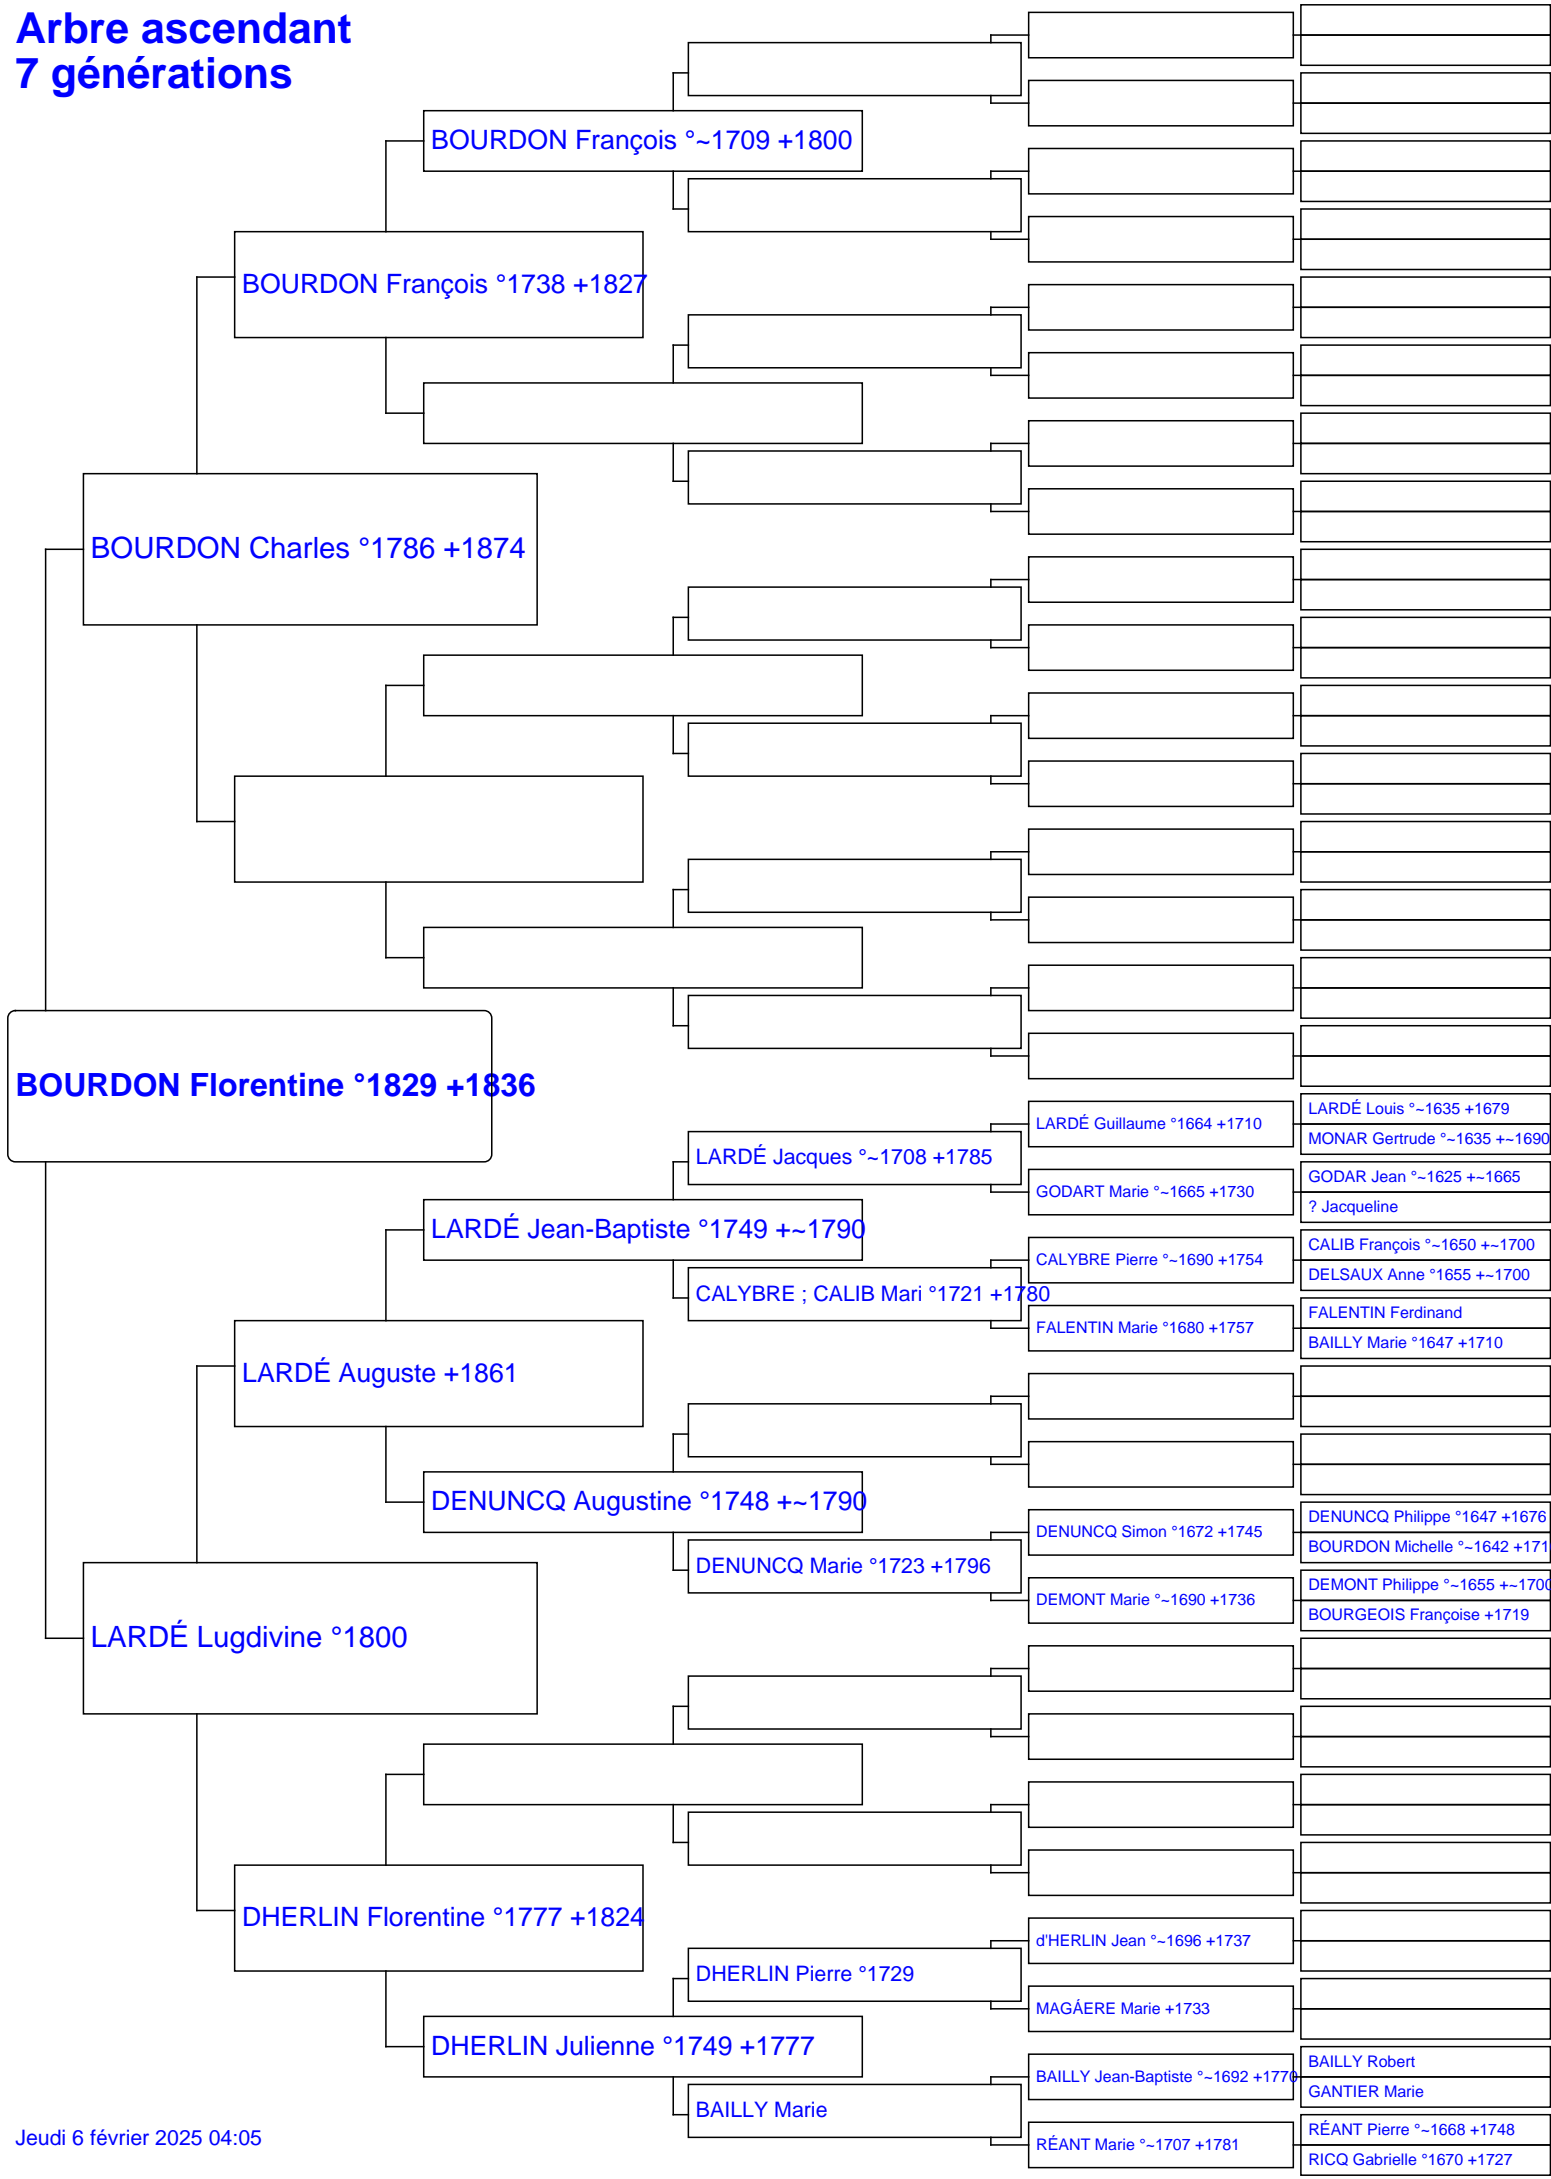 Arbre ascendant
7 générations
BOURDON François °~1709 +1800
BOURDON François °1738 +1827
BOURDON Charles °1786 +1874
BOURDON Florentine °1829 +1836
LARDÉ Louis °~1635 +1679
LARDÉ Guillaume °1664 +1710
MONAR Gertrude °~1635 +~1690
LARDÉ Jacques °~1708 +1785
GODAR Jean °~1625 +~1665
GODART Marie °~1665 +1730
? Jacqueline
LARDÉ Jean-Baptiste °1749 +~1790
CALIB François °~1650 +~1700
CALYBRE Pierre °~1690 +1754
DELSAUX Anne °1655 +~1700
CALYBRE ; CALIB Mari °1721 +1780
FALENTIN Ferdinand
FALENTIN Marie °1680 +1757
BAILLY Marie °1647 +1710
LARDÉ Auguste +1861
DENUNCQ Augustine °1748 +~1790
DENUNCQ Philippe °1647 +1676
DENUNCQ Simon °1672 +1745
BOURDON Michelle °~1642 +171
DENUNCQ Marie °1723 +1796
DEMONT Philippe °~1655 +~1700
DEMONT Marie °~1690 +1736
BOURGEOIS Françoise +1719
LARDÉ Lugdivine °1800
DHERLIN Florentine °1777 +1824
d'HERLIN Jean °~1696 +1737
DHERLIN Pierre °1729
MAGÁERE Marie +1733
DHERLIN Julienne °1749 +1777
BAILLY Robert
BAILLY Jean-Baptiste °~1692 +1770
GANTIER Marie
BAILLY Marie
RÉANT Pierre °~1668 +1748
RÉANT Marie °~1707 +1781
RICQ Gabrielle °1670 +1727
Jeudi 6 février 2025 04:05